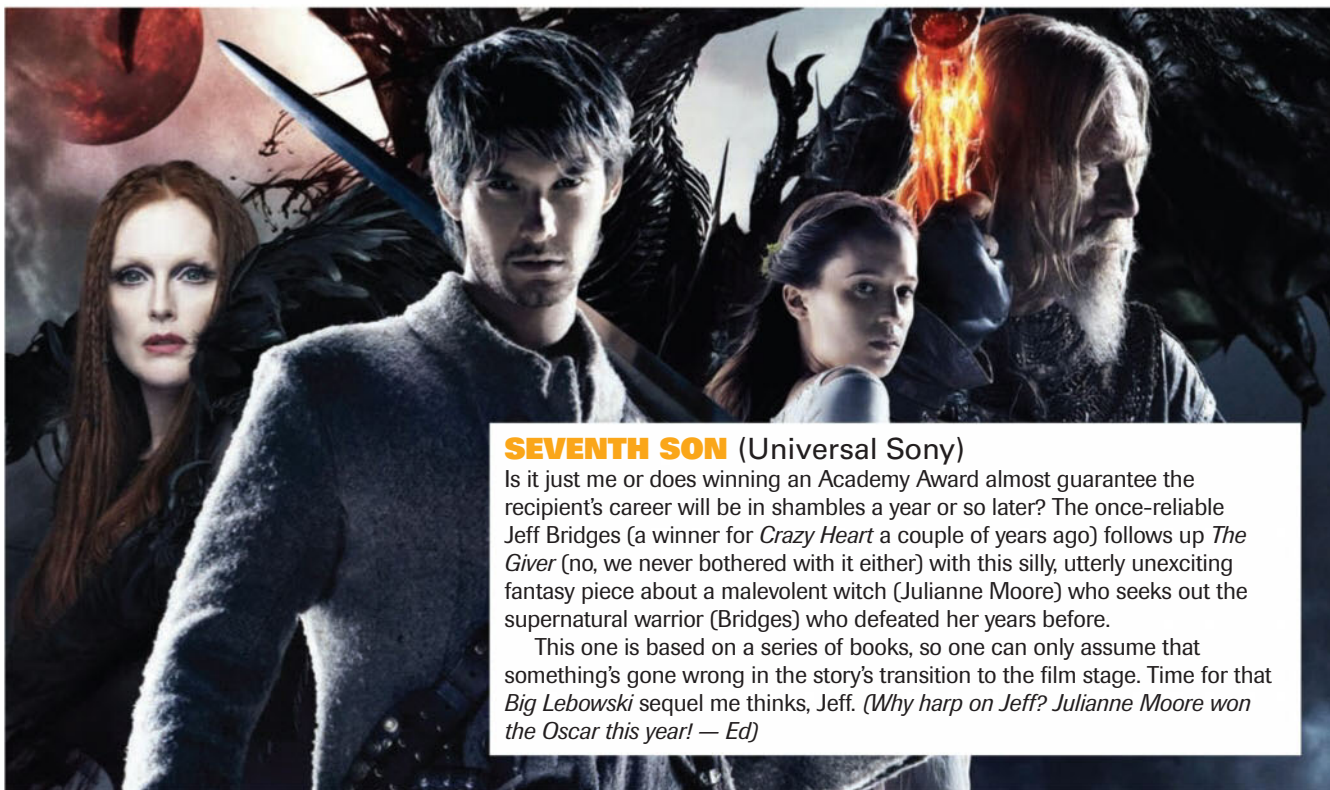 SEVENTH SON (Universal Sony)
Is it just me or does winning an Academy Award almost guarantee the
recipient's career will be in shambles a year or so later? The once-reliable
Jeff Bridges (a winner for Crazy Heart a couple of years ago) follows up The
Giver (no, we never bothered with it either) with this silly, utterly unexciting
fantasy piece about a malevolent witch (Julianne Moore) who seeks out the
supernatural warrior (Bridges) who defeated her years before.
This one is based on a series of books, so one can only assume that
something's gone wrong in the story's transition to the film stage. Time for that
Big Lebowski sequel me thinks, Jeff. (Why harp on Jeff? Julianne Moore won
the Oscar this year! — Ed)